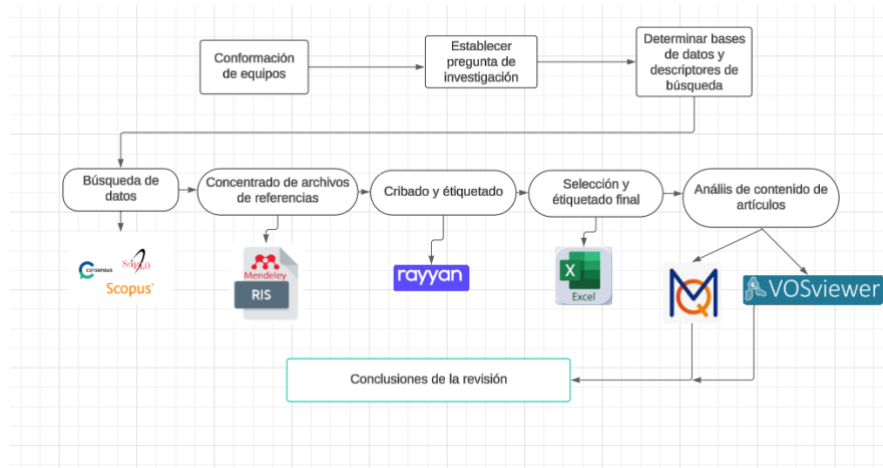 Conformación
de equipos
Establecer
pregunta de
investigación
Determinar bases
de datos y
descriptores de
búsqueda
Búsqueda de
datos
Concentrado de archivos
de referencias
Cribado y étiquetado
Selección y
étiquetado final
Análiis de contenido de
artículos
consensus
SciELO
Scopus
Mendeley
RIS
rayyan
X
Excel
MQ
VOSviewer
Conclusiones de la revisión